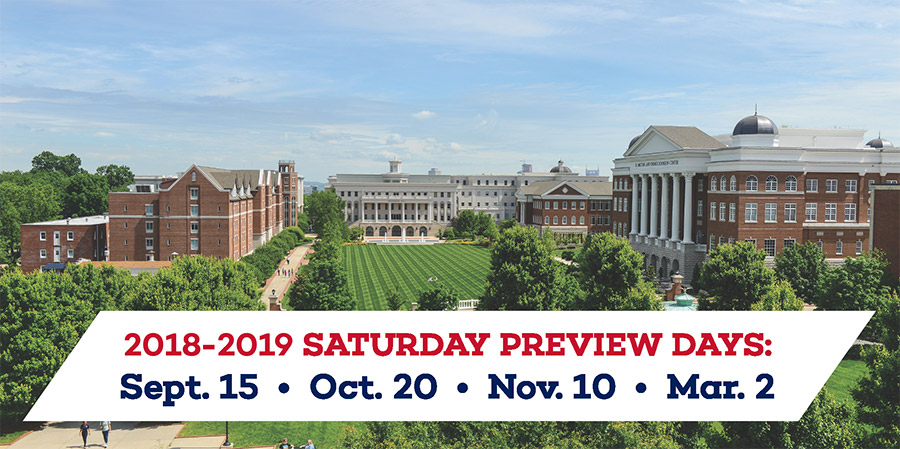 2018-2019 SATURDAY PREVIEW DAYS:
Sept. 15 • Oct. 20 • Nov. 10 • Mar. 2